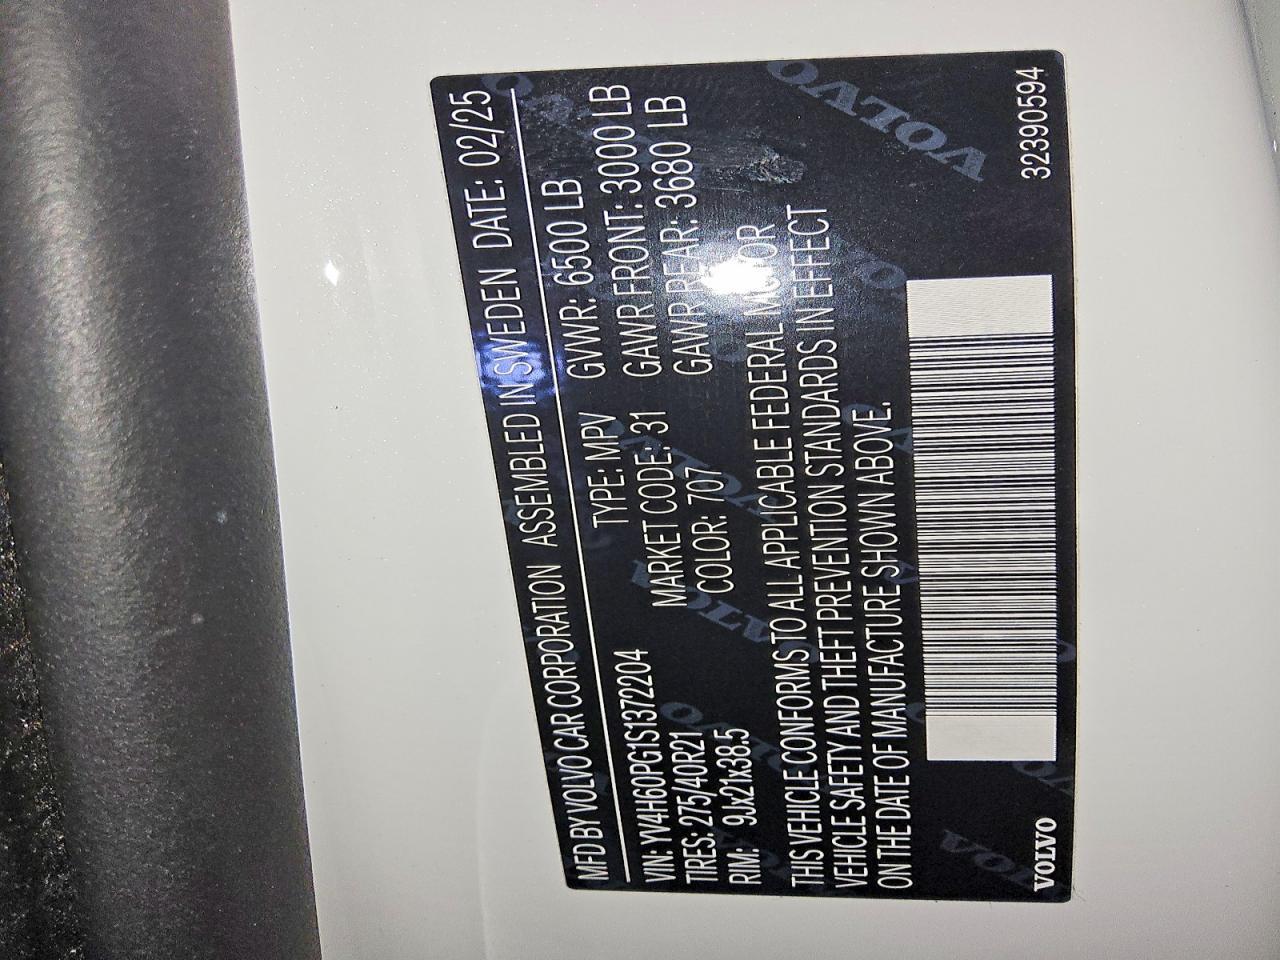 MFD BY VOLVO CAR CORPORATION ASSEMBLED IN SWEDEN DATE: 02/25
VIN: YV4H60PG1S1372204 TYPE: MPV GVWR: 6500 LB
TIRES: 275/40R21 MARKET CODE: 31 GAWR FRONT: 3000 LB
RIM: 9Jx21x38.5 COLOR: 707 GAWR REAR: 3680 LB
THIS VEHICLE CONFORMS TO ALL APPLICABLE FEDERAL MOTOR
VEHICLE SAFETY AND THEFT PREVENTION STANDARDS IN EFFECT
ON THE DATE OF MANUFACTURE SHOWN ABOVE.
VOLVO 32390594